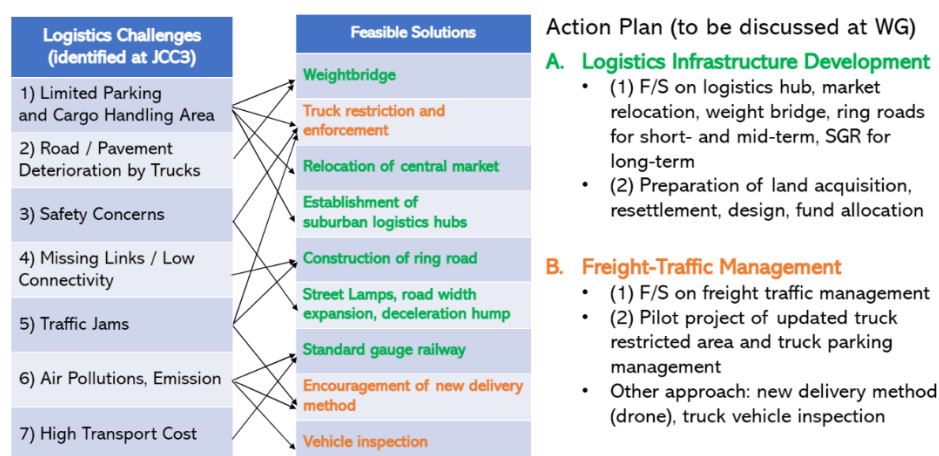 Logistics Challenges
(identified at JCC3)
1) Limited Parking
and Cargo Handling Area
2) Road / Pavement
Deterioration by Trucks
3) Safety Concerns
4) Missing Links / Low
Connectivity
5) Traffic Jams
6) Air Pollutions, Emission
7) High Transport Cost
Feasible Solutions
Weightbridge
Truck restriction and
enforcement
Relocation of central market
Establishment of
suburban logistics hubs
Construction of ring road
Street Lamps, road width
expansion, deceleration hump
Standard gauge railway
Encouragement of new delivery
method
Vehicle inspection
Action Plan (to be discussed at WG)
A. Logistics Infrastructure Development
• (1) F/S on logistics hub, market
relocation, weight bridge, ring roads
for short- and mid-term, SGR for
long-term
• (2) Preparation of land acquisition,
resettlement, design, fund allocation
B. Freight-Traffic Management
• (1) F/S on freight traffic management
• (2) Pilot project of updated truck
restricted area and truck parking
management
• Other approach: new delivery method
(drone), truck vehicle inspection